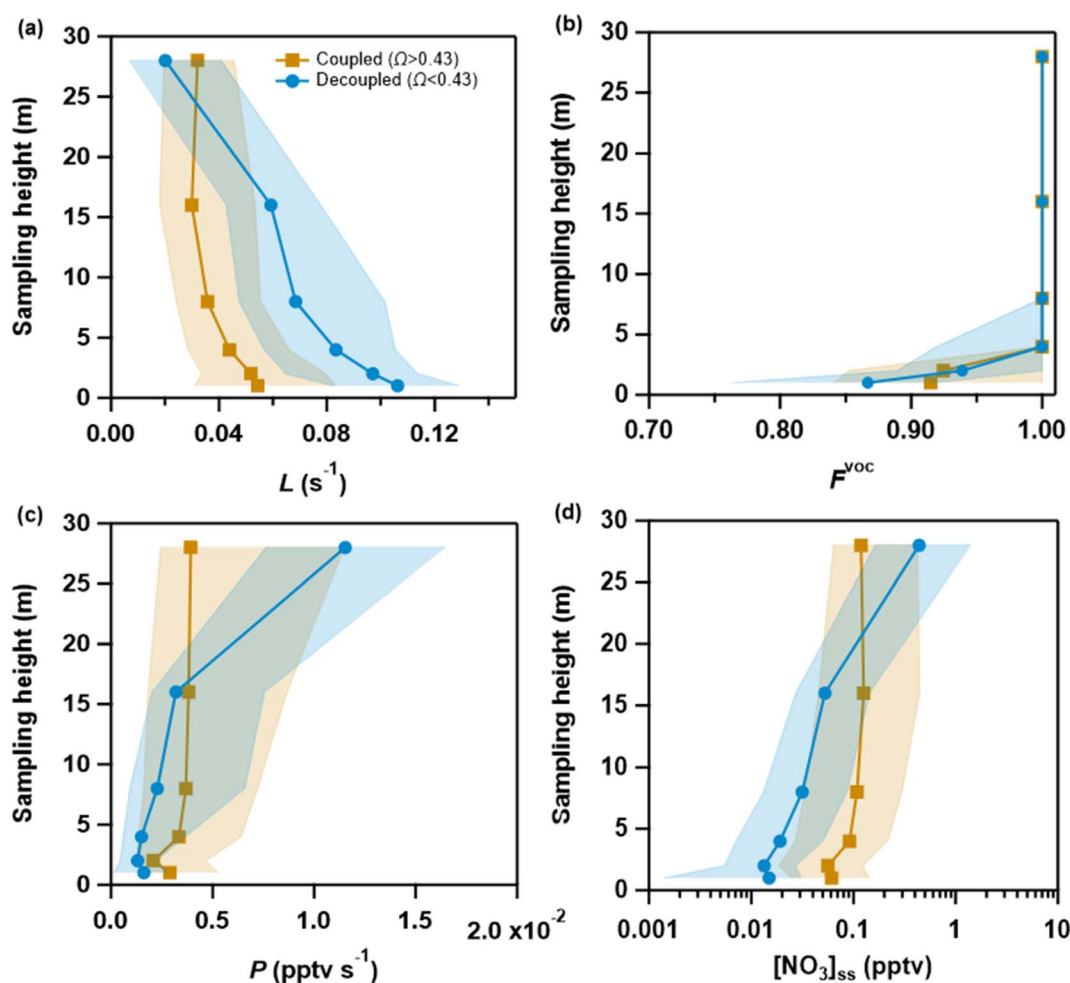 (a)
Sampling height (m)
30
25
20
15
10
5
0
Coupled (Ω>0.43)
Decoupled (Ω<0.43)
0.00 0.04 0.08 0.12
L (s⁻¹)
(b)
Sampling height (m)
30
25
20
15
10
5
0
0.70 0.80 0.90 1.00
Fᵛᵒᶜ
(c)
Sampling height (m)
30
25
20
15
10
5
0
0.0 0.5 1.0 1.5 2.0 x10⁻²
P (pptv s⁻¹)
(d)
Sampling height (m)
30
25
20
15
10
5
0
0.001 0.01 0.1 1 10
[NO₃]ₛₛ (pptv)